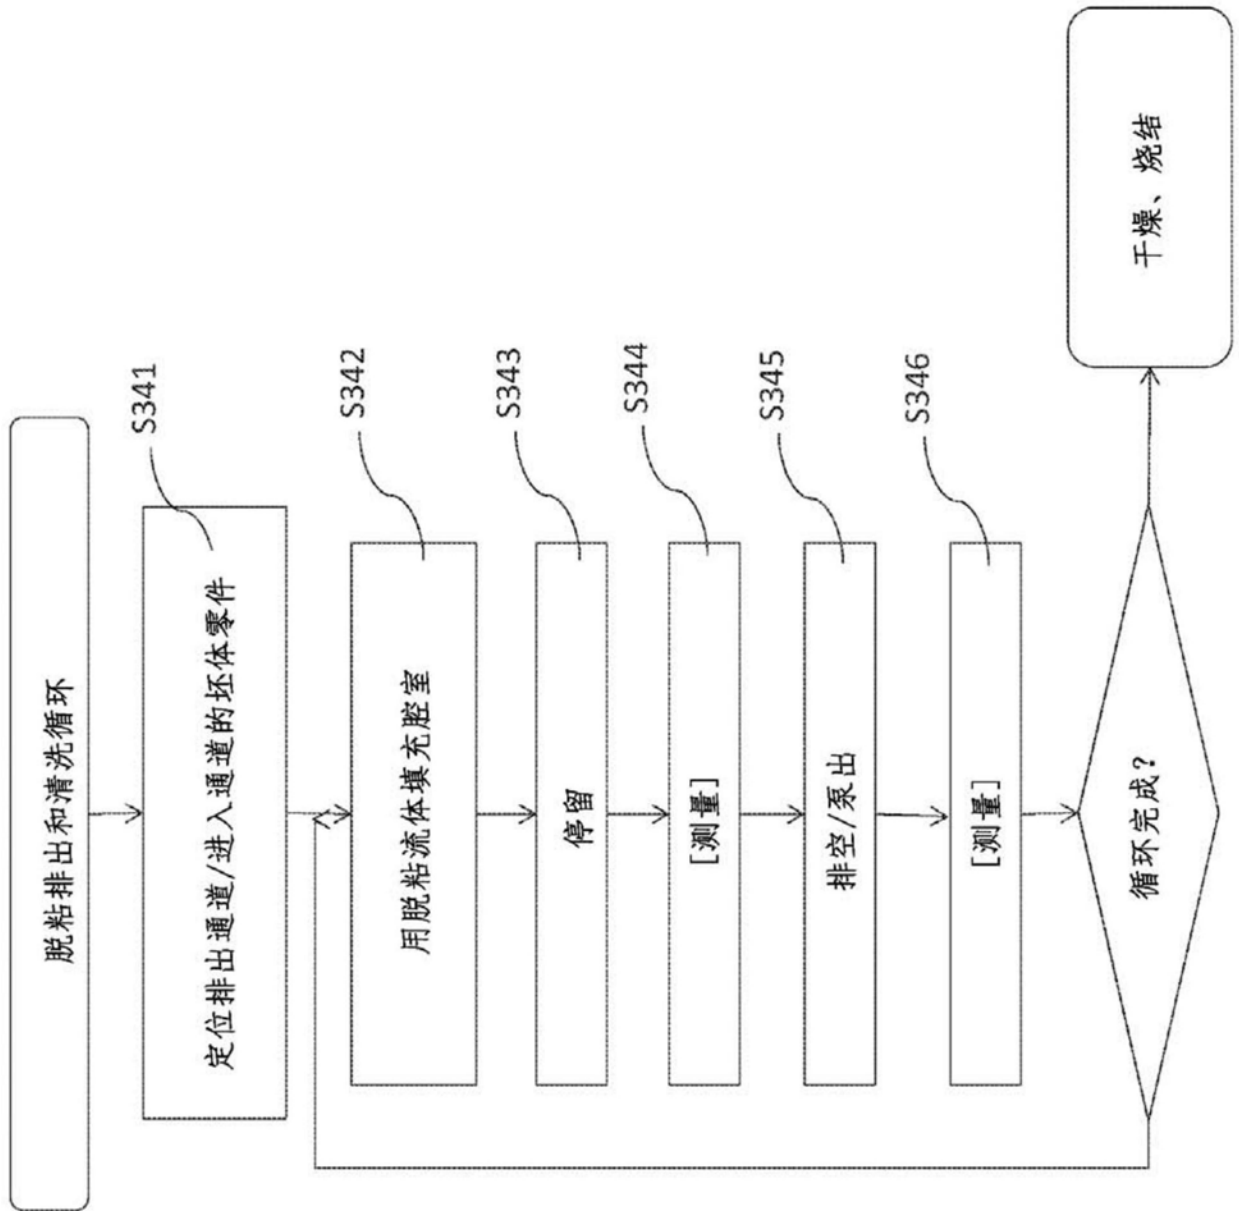 脱粘排出和清洗循环
定位排出通道/进入通道的坯体零件
S341
用脱粘流体填充腔室
S342
停留
S343
[测量]
S344
排空/泵出
S345
[测量]
S346
循环完成？
干燥、烧结